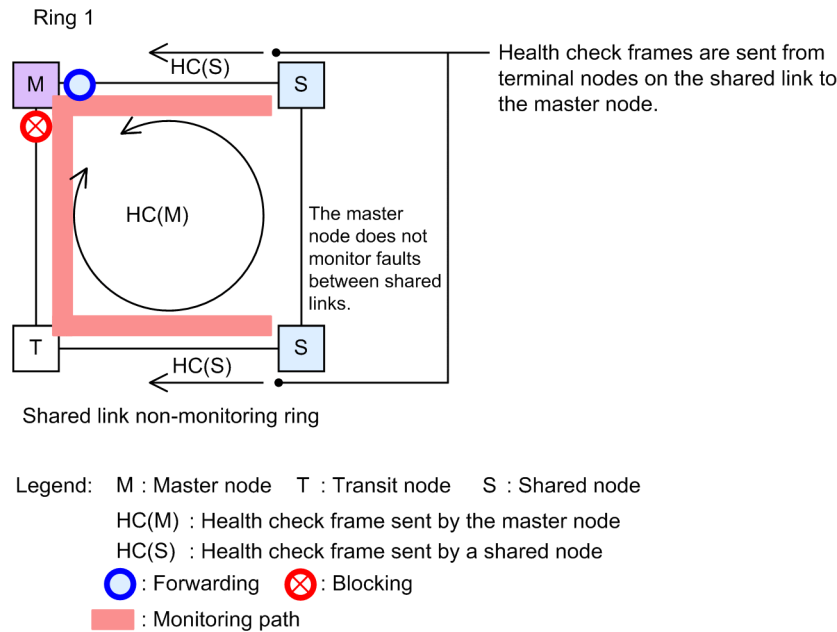 Ring 1
HC(S)
Health check frames are sent from
terminal nodes on the shared link to
the master node.
M
S
HC(M)
The master
node does not
monitor faults
between shared
links.
T
S
HC(S)
Shared link non-monitoring ring
Legend: M : Master node T : Transit node S : Shared node
HC(M) : Health check frame sent by the master node
HC(S) : Health check frame sent by a shared node
: Forwarding : Blocking
: Monitoring path